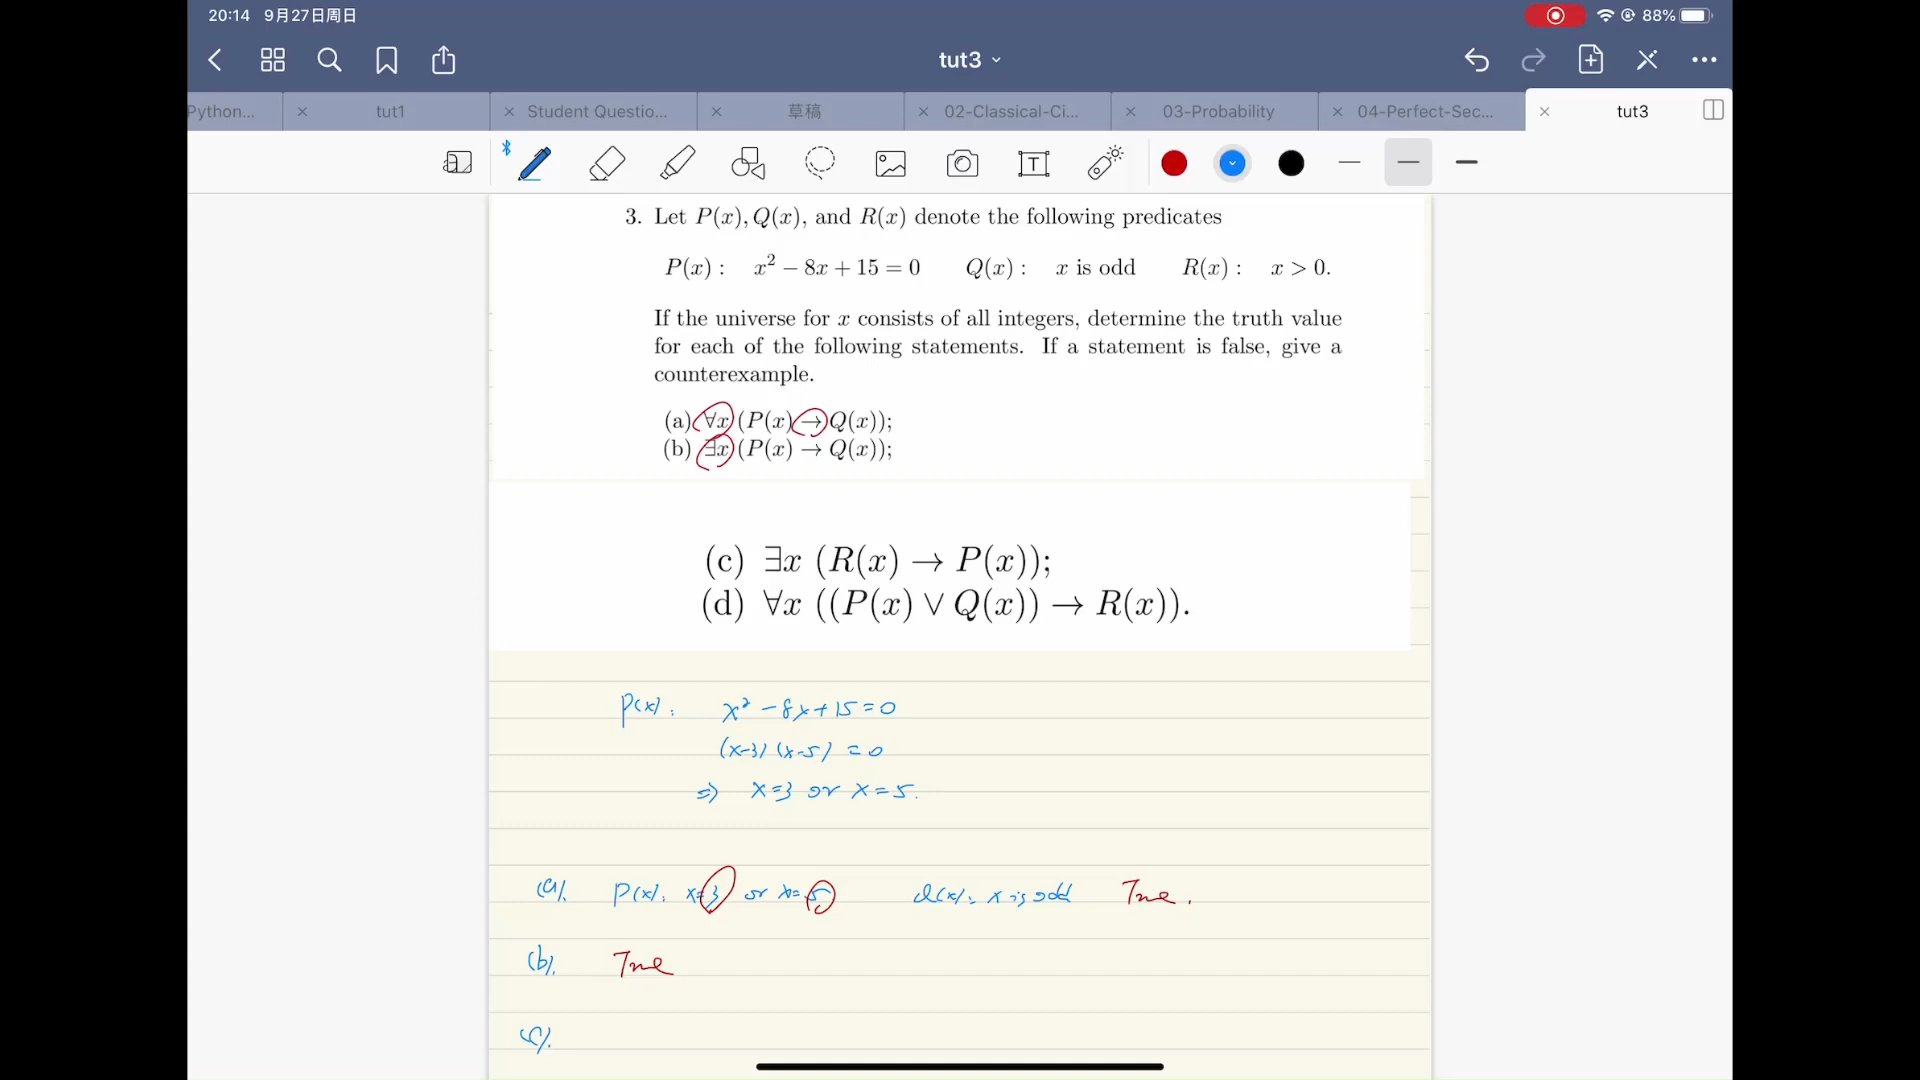 20:14 9月27日周日 88%
tut3
Python... tut1 Student Questio... 草稿 02-Classical-Ci... 03-Probability 04-Perfect-Sec... tut3
3. Let P(x), Q(x), and R(x) denote the following predicates
P(x) : x² − 8x + 15 = 0 Q(x) : x is odd R(x) : x > 0.
If the universe for x consists of all integers, determine the truth value
for each of the following statements. If a statement is false, give a
counterexample.
(a) ∀x (P(x) → Q(x));
(b) ∃x (P(x) → Q(x));
(c) ∃x (R(x) → P(x));
(d) ∀x ((P(x) ∨ Q(x)) → R(x)).
P(x): x² − 8x + 15 = 0
(x−3)(x−5) = 0
⇒ x=3 or x=5.
(a). P(x): x=3 or x=5 Q(x): x is odd True.
(b). True
(c).